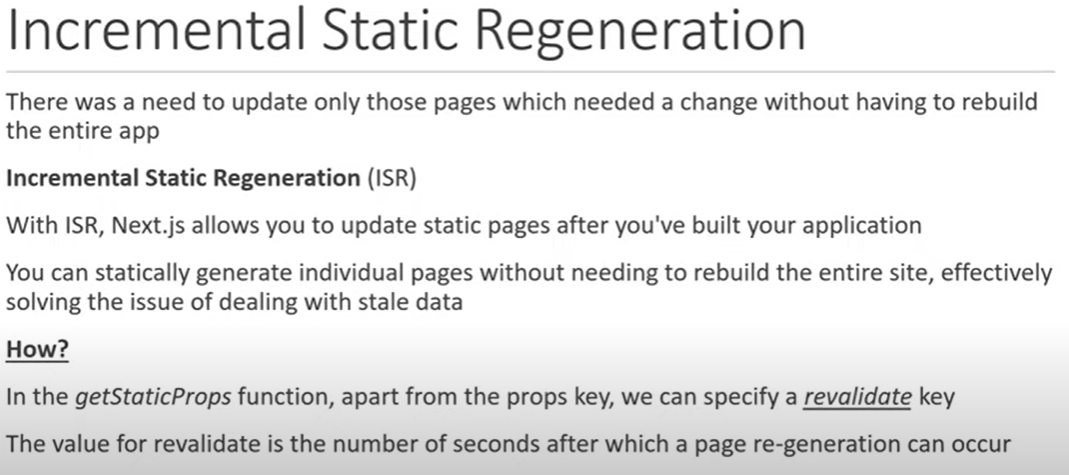 Incremental Static Regeneration
There was a need to update only those pages which needed a change without having to rebuild
the entire app
Incremental Static Regeneration (ISR)
With ISR, Next.js allows you to update static pages after you've built your application
You can statically generate individual pages without needing to rebuild the entire site, effectively
solving the issue of dealing with stale data
How?
In the getStaticProps function, apart from the props key, we can specify a revalidate key
The value for revalidate is the number of seconds after which a page re-generation can occur